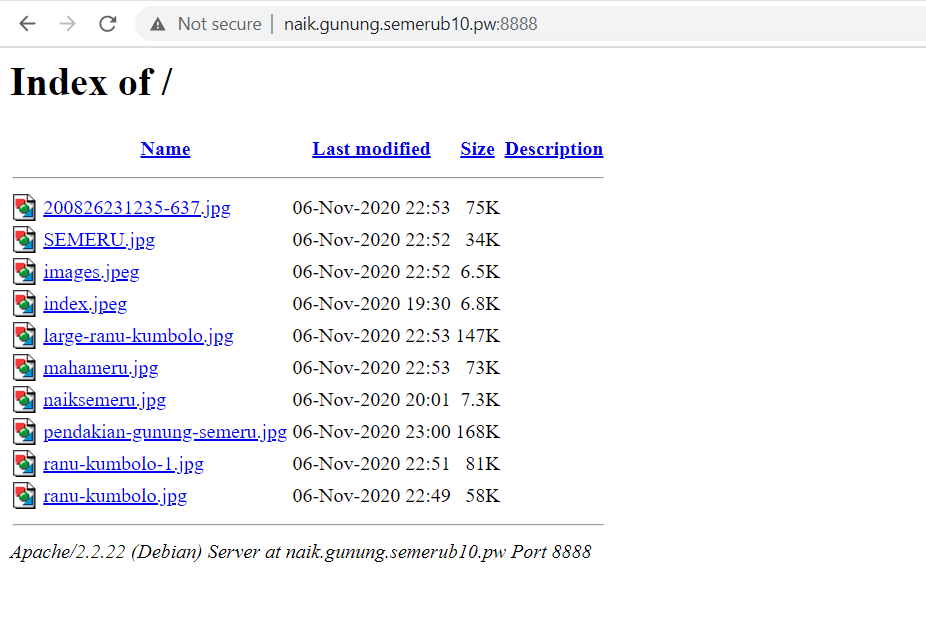 Not secure | naik.gunung.semerub10.pw:8888
Index of /
Name Last modified Size Description
200826231235-637.jpg 06-Nov-2020 22:53 75K
SEMERU.jpg 06-Nov-2020 22:52 34K
images.jpeg 06-Nov-2020 22:52 6.5K
index.jpeg 06-Nov-2020 19:30 6.8K
large-ranu-kumbolo.jpg 06-Nov-2020 22:53 147K
mahameru.jpg 06-Nov-2020 22:53 73K
naiksemeru.jpg 06-Nov-2020 20:01 7.3K
pendakian-gunung-semeru.jpg 06-Nov-2020 23:00 168K
ranu-kumbolo-1.jpg 06-Nov-2020 22:51 81K
ranu-kumbolo.jpg 06-Nov-2020 22:49 58K
Apache/2.2.22 (Debian) Server at naik.gunung.semerub10.pw Port 8888